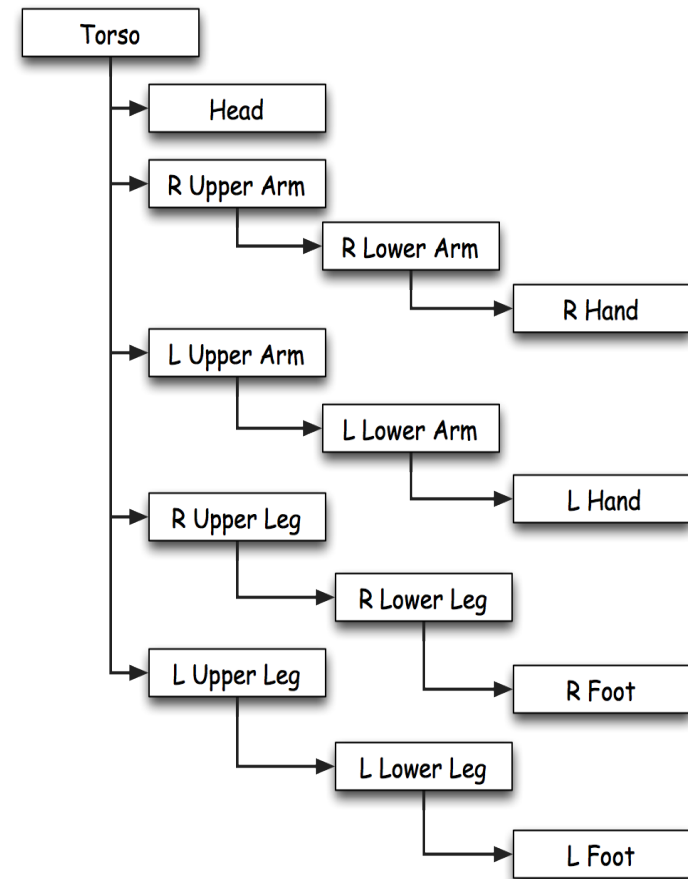 Torso
Head
R Upper Arm
R Lower Arm
R Hand
L Upper Arm
L Lower Arm
L Hand
R Upper Leg
R Lower Leg
R Foot
L Upper Leg
L Lower Leg
L Foot